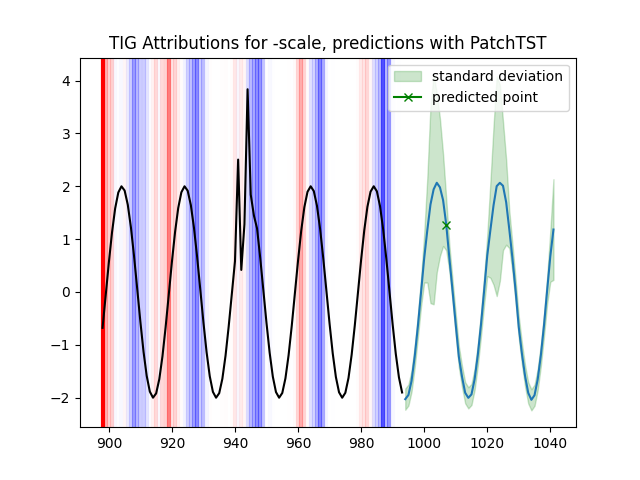 TIG Attributions for -scale, predictions with PatchTST
standard deviation
predicted point
4
3
2
1
0
−1
−2
900 920 940 960 980 1000 1020 1040